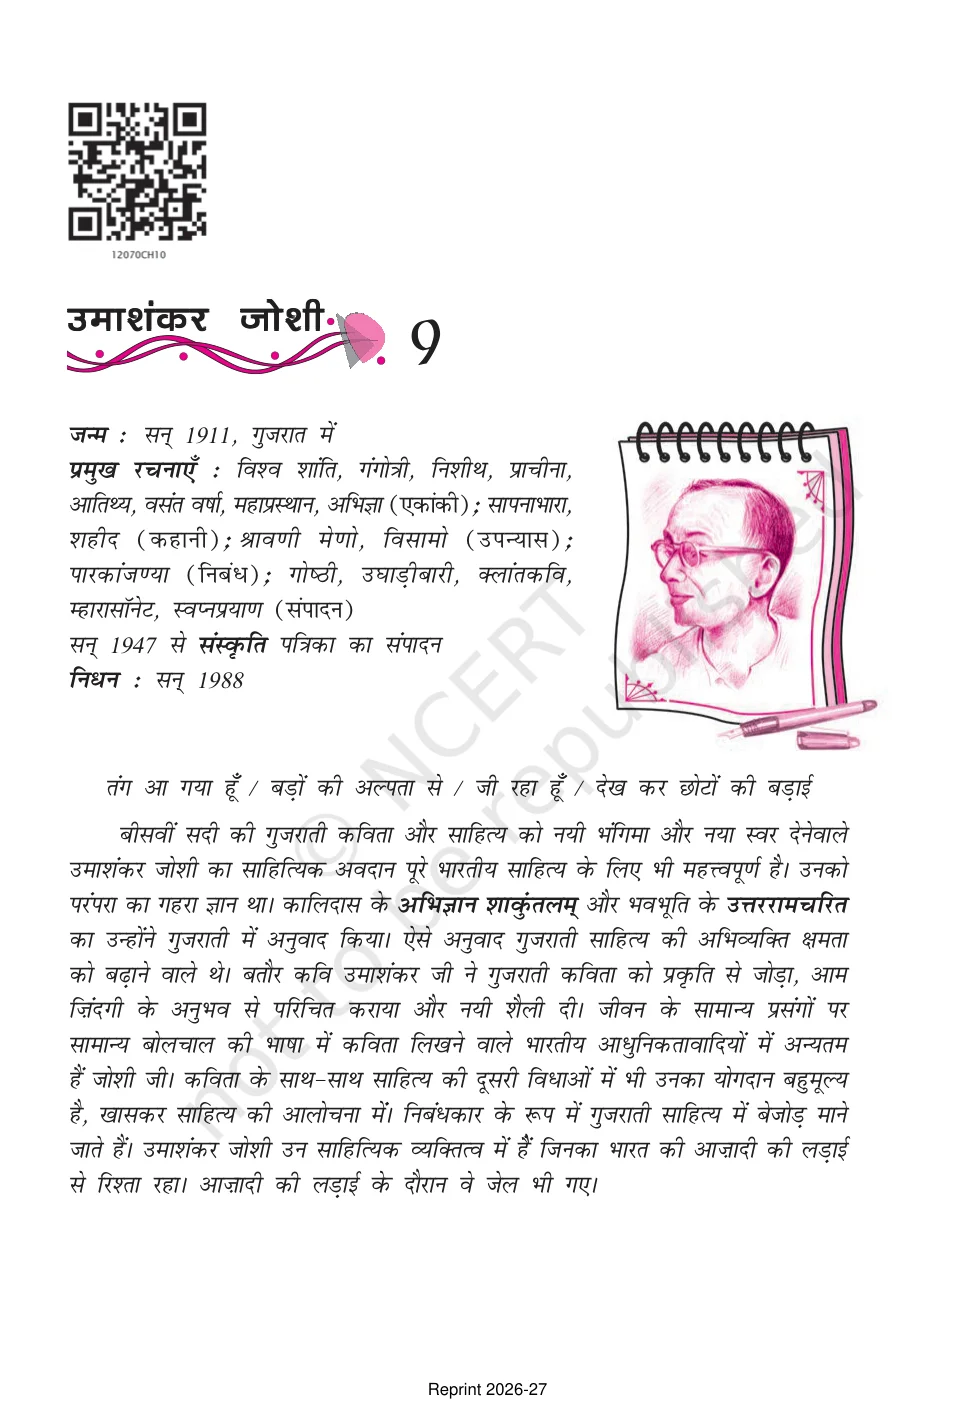 12070CH10
उमाशंकर जोशी
9
जन्म : सन् 1911, गुजरात में
प्रमुख रचनाएँ : विश्व शांति, गंगोत्री, निशीथ, प्राचीना,
आतिथ्य, वसंत वर्षा, महाप्रस्थान, अभिज्ञा (एकांकी); सापनाभारा,
शहीद (कहानी); श्रावणी मेणो, विसामो (उपन्यास);
पारकांजण्या (निबंध); गोष्ठी, उघाड़ीबारी, क्लांतकवि,
म्हारासॉनेट, स्वप्नप्रयाण (संपादन)
सन् 1947 से संस्कृति पत्रिका का संपादन
निधन : सन् 1988
तंग आ गया हूँ / बड़ों की अल्पता से / जी रहा हूँ / देख कर छोटों की बड़ाई
बीसवीं सदी की गुजराती कविता और साहित्य को नयी भंगिमा और नया स्वर देनेवाले
उमाशंकर जोशी का साहित्यिक अवदान पूरे भारतीय साहित्य के लिए भी महत्त्वपूर्ण है। उनको
परंपरा का गहरा ज्ञान था। कालिदास के अभिज्ञान शाकुंतलम् और भवभूति के उत्तररामचरित
का उन्होंने गुजराती में अनुवाद किया। ऐसे अनुवाद गुजराती साहित्य की अभिव्यक्ति क्षमता
को बढ़ाने वाले थे। बतौर कवि उमाशंकर जी ने गुजराती कविता को प्रकृति से जोड़ा, आम
ज़िंदगी के अनुभव से परिचित कराया और नयी शैली दी। जीवन के सामान्य प्रसंगों पर
सामान्य बोलचाल की भाषा में कविता लिखने वाले भारतीय आधुनिकतावादियों में अन्यतम
हैं जोशी जी। कविता के साथ-साथ साहित्य की दूसरी विधाओं में भी उनका योगदान बहुमूल्य
है, खासकर साहित्य की आलोचना में। निबंधकार के रूप में गुजराती साहित्य में बेजोड़ माने
जाते हैं। उमाशंकर जोशी उन साहित्यिक व्यक्तित्व में हैं जिनका भारत की आज़ादी की लड़ाई
से रिश्ता रहा। आज़ादी की लड़ाई के दौरान वे जेल भी गए।
© NCERT
not to be republished
Reprint 2026-27